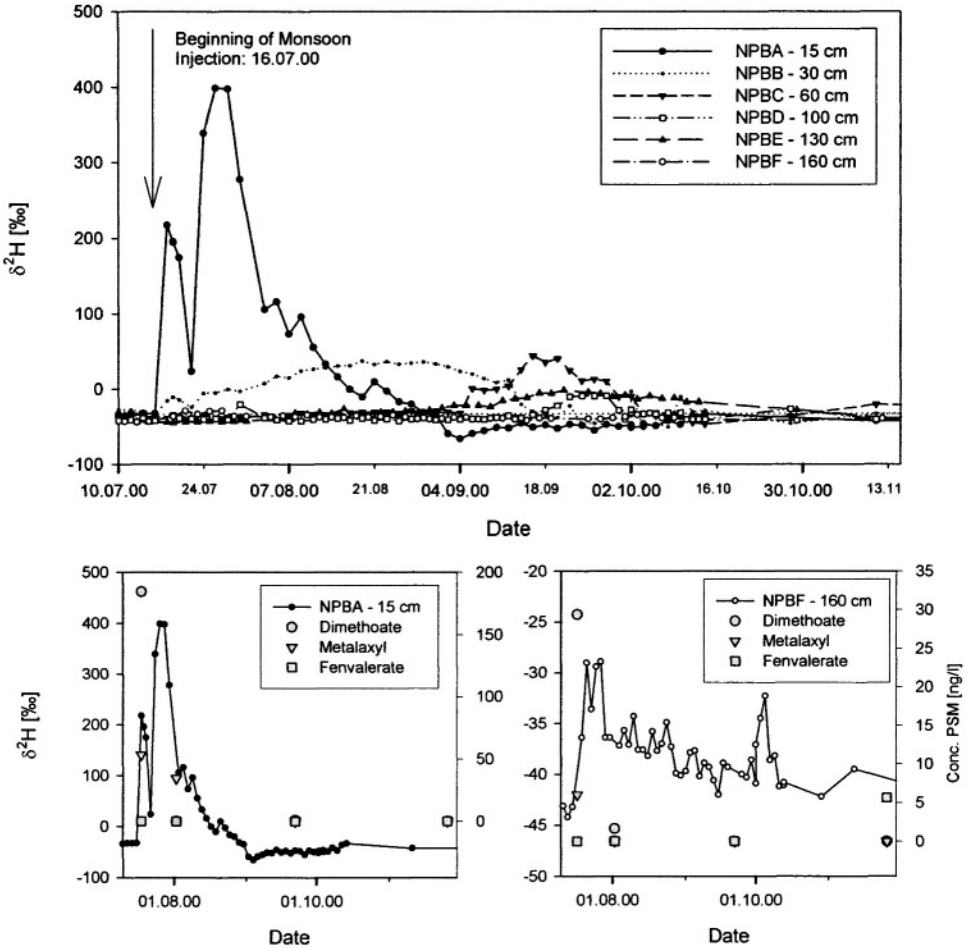 500
400
300
200
100
0
-100
δ²H [‰]
Beginning of Monsoon
Injection: 16.07.00
NPBA - 15 cm
NPBB - 30 cm
NPBC - 60 cm
NPBD - 100 cm
NPBE - 130 cm
NPBF - 160 cm
10.07.00 24.07 07.08.00 21.08 04.09.00 18.09 02.10.00 16.10 30.10.00 13.11
Date
500
400
300
200
100
0
-100
δ²H [‰]
NPBA - 15 cm
Dimethoate
Metalaxyl
Fenvalerate
200
150
100
50
0
01.08.00 01.10.00
Date
-20
-25
-30
-35
-40
-45
-50
NPBF - 160 cm
Dimethoate
Metalaxyl
Fenvalerate
35
30
25
20
15
10
5
0
Conc. PSM [ng/l]
01.08.00 01.10.00
Date